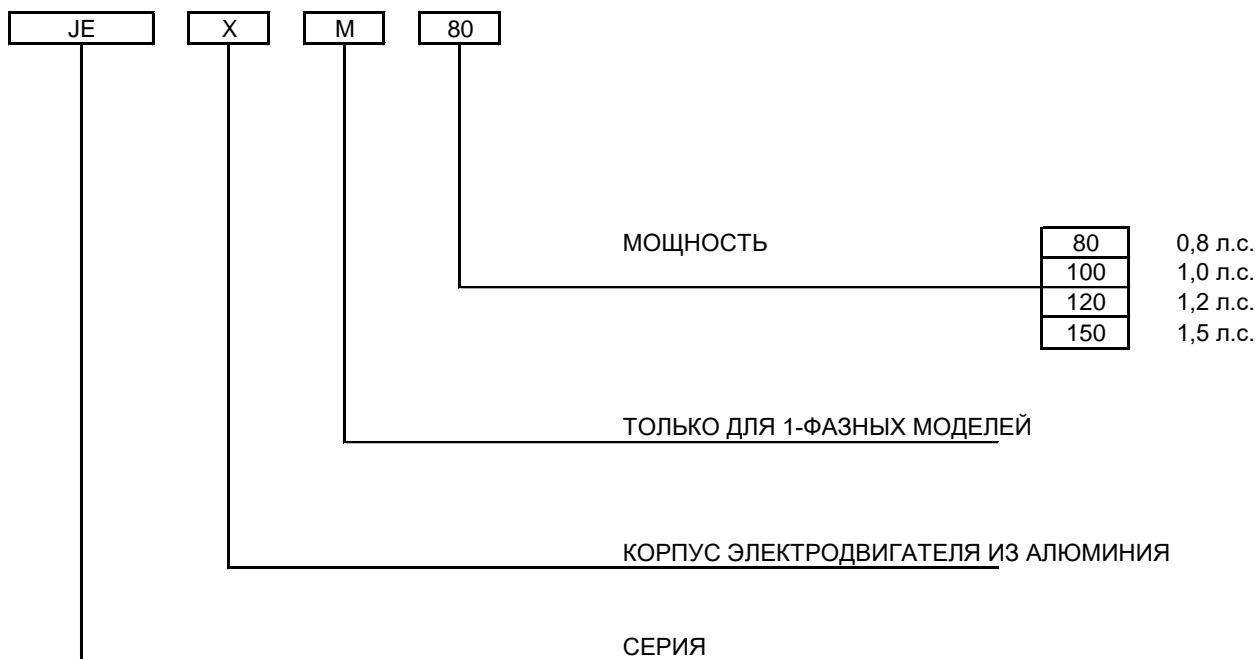 JE X M 80
МОЩНОСТЬ 80 0,8 л.с.
100 1,0 л.с.
120 1,2 л.с.
150 1,5 л.с.
ТОЛЬКО ДЛЯ 1-ФАЗНЫХ МОДЕЛЕЙ
КОРПУС ЭЛЕКТРОДВИГАТЕЛЯ ИЗ АЛЮМИНИЯ
СЕРИЯ